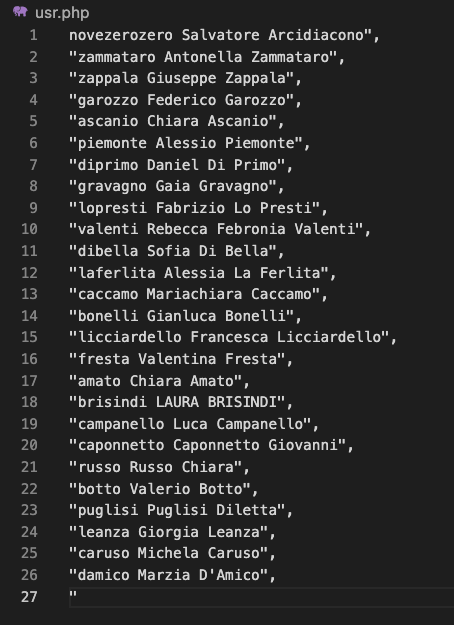 usr.php
1 novezerozero Salvatore Arcidiacono",
2 "zammataro Antonella Zammataro",
3 "zappala Giuseppe Zappala",
4 "garozzo Federico Garozzo",
5 "ascanio Chiara Ascanio",
6 "piemonte Alessio Piemonte",
7 "diprimo Daniel Di Primo",
8 "gravagno Gaia Gravagno",
9 "lopresti Fabrizio Lo Presti",
10 "valenti Rebecca Febronia Valenti",
11 "dibella Sofia Di Bella",
12 "laferlita Alessia La Ferlita",
13 "caccamo Mariachiara Caccamo",
14 "bonelli Gianluca Bonelli",
15 "licciardello Francesca Licciardello",
16 "fresta Valentina Fresta",
17 "amato Chiara Amato",
18 "brisindi LAURA BRISINDI",
19 "campanello Luca Campanello",
20 "caponnetto Caponnetto Giovanni",
21 "russo Russo Chiara",
22 "botto Valerio Botto",
23 "puglisi Puglisi Diletta",
24 "leanza Giorgia Leanza",
25 "caruso Michela Caruso",
26 "damico Marzia D'Amico",
27 "